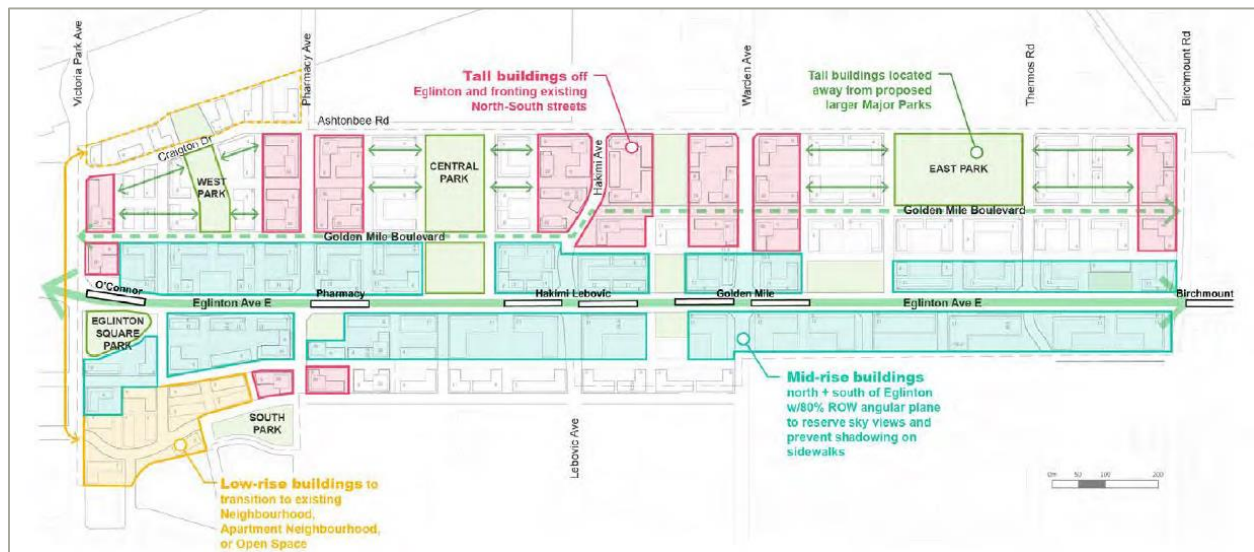 Victoria Park Ave
Pharmacy Ave
Warden Ave
Thermos Rd
Birchmount Rd
Tall buildings off
Eglinton and fronting existing
North-South streets
Tall buildings located
away from proposed
larger Major Parks
Ashtonbee Rd
Craigton Dr
WEST
PARK
CENTRAL
PARK
Hakimi Ave
EAST PARK
Golden Mile Boulevard
Golden Mile Boulevard
O'Connor
Eglinton Ave E
Pharmacy
Hakimi Lebovic
Golden Mile
Eglinton Ave E
Birchmount
EGLINTON
SQUARE
PARK
SOUTH
PARK
Lebovic Ave
Mid-rise buildings
north + south of Eglinton
w/80% ROW angular plane
to reserve sky views and
prevent shadowing on
sidewalks
Low-rise buildings to
transition to existing
Neighbourhood,
Apartment Neighbourhood,
or Open Space
50
100
200